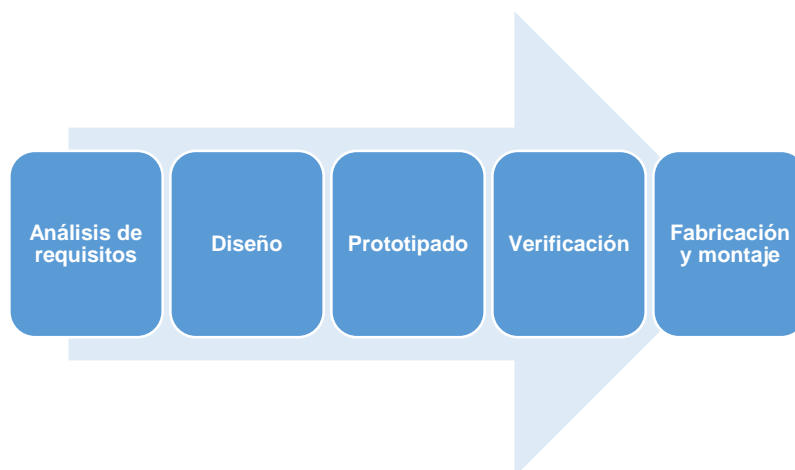 Análisis de
requisitos
Diseño
Prototipado
Verificación
Fabricación
y montaje